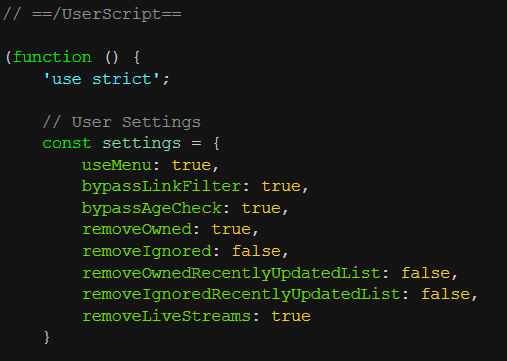 // ==/UserScript==
(function () {
'use strict';
// User Settings
const settings = {
useMenu: true,
bypassLinkFilter: true,
bypassAgeCheck: true,
removeOwned: true,
removeIgnored: false,
removeOwnedRecentlyUpdatedList: false,
removeIgnoredRecentlyUpdatedList: false,
removeLiveStreams: true
}